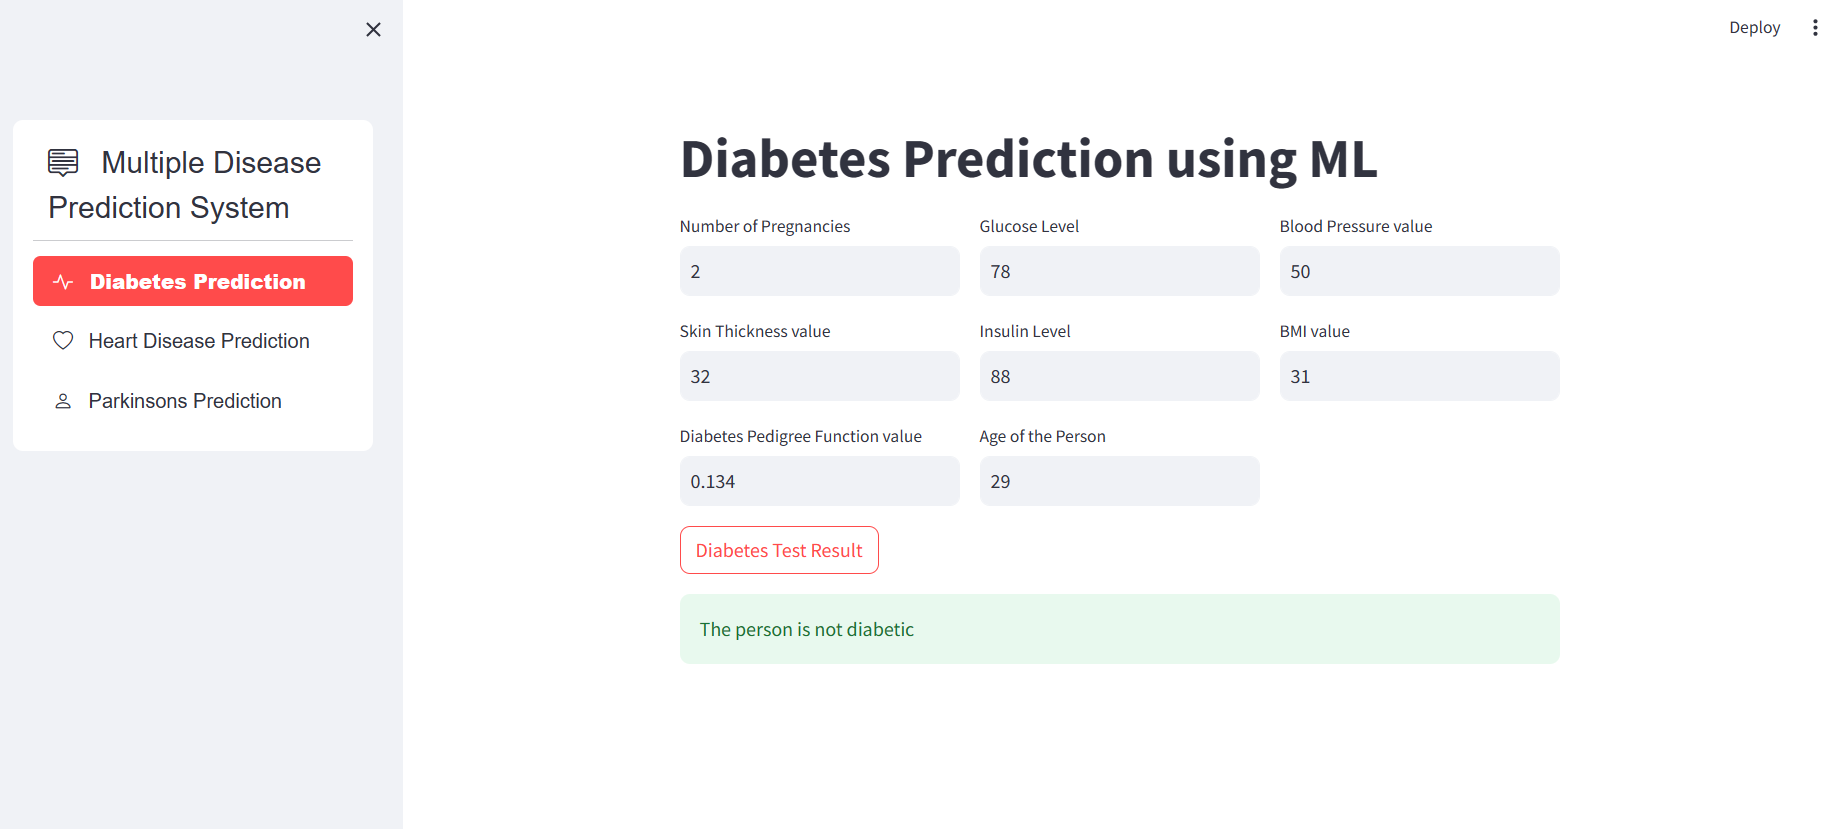 Deploy
Multiple Disease
Prediction System
Diabetes Prediction
Heart Disease Prediction
Parkinsons Prediction
Diabetes Prediction using ML
Number of Pregnancies
2
Glucose Level
78
Blood Pressure value
50
Skin Thickness value
32
Insulin Level
88
BMI value
31
Diabetes Pedigree Function value
0.134
Age of the Person
29
Diabetes Test Result
The person is not diabetic